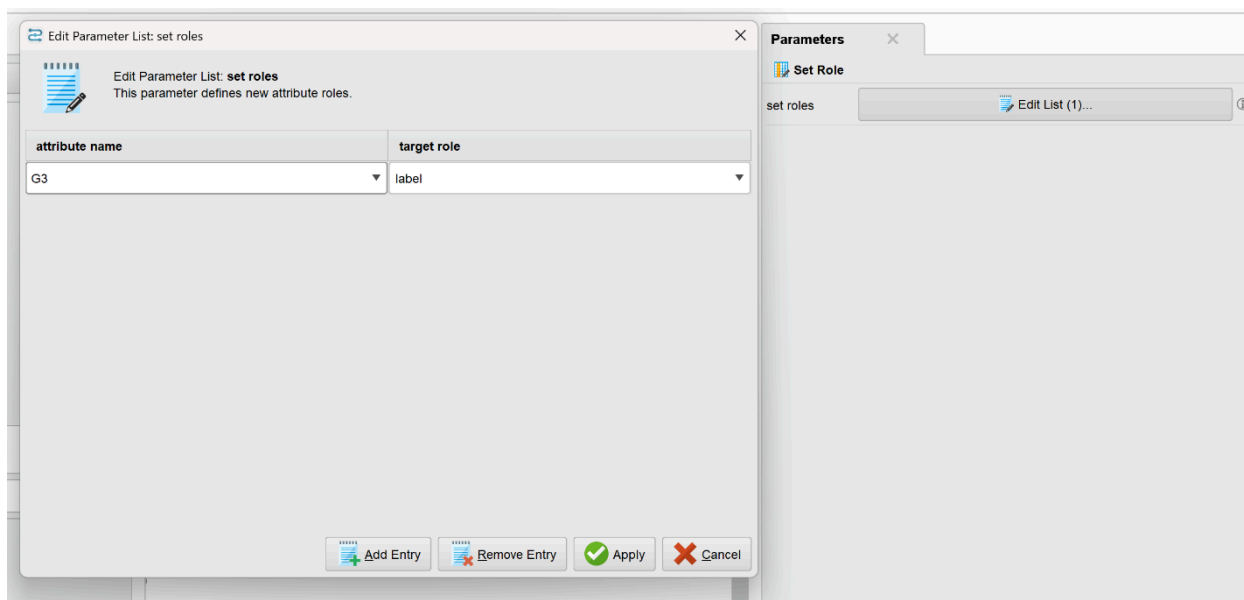 Edit Parameter List: set roles
Edit Parameter List: set roles
This parameter defines new attribute roles.
attribute name target role
G3 label
Add Entry Remove Entry Apply Cancel
Parameters
Set Role
set roles Edit List (1)...